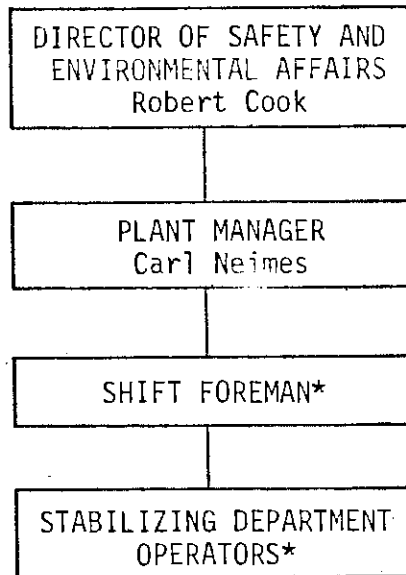 DIRECTOR OF SAFETY AND
ENVIRONMENTAL AFFAIRS
Robert Cook
PLANT MANAGER
Carl Neimes
SHIFT FOREMAN*
STABILIZING DEPARTMENT
OPERATORS*